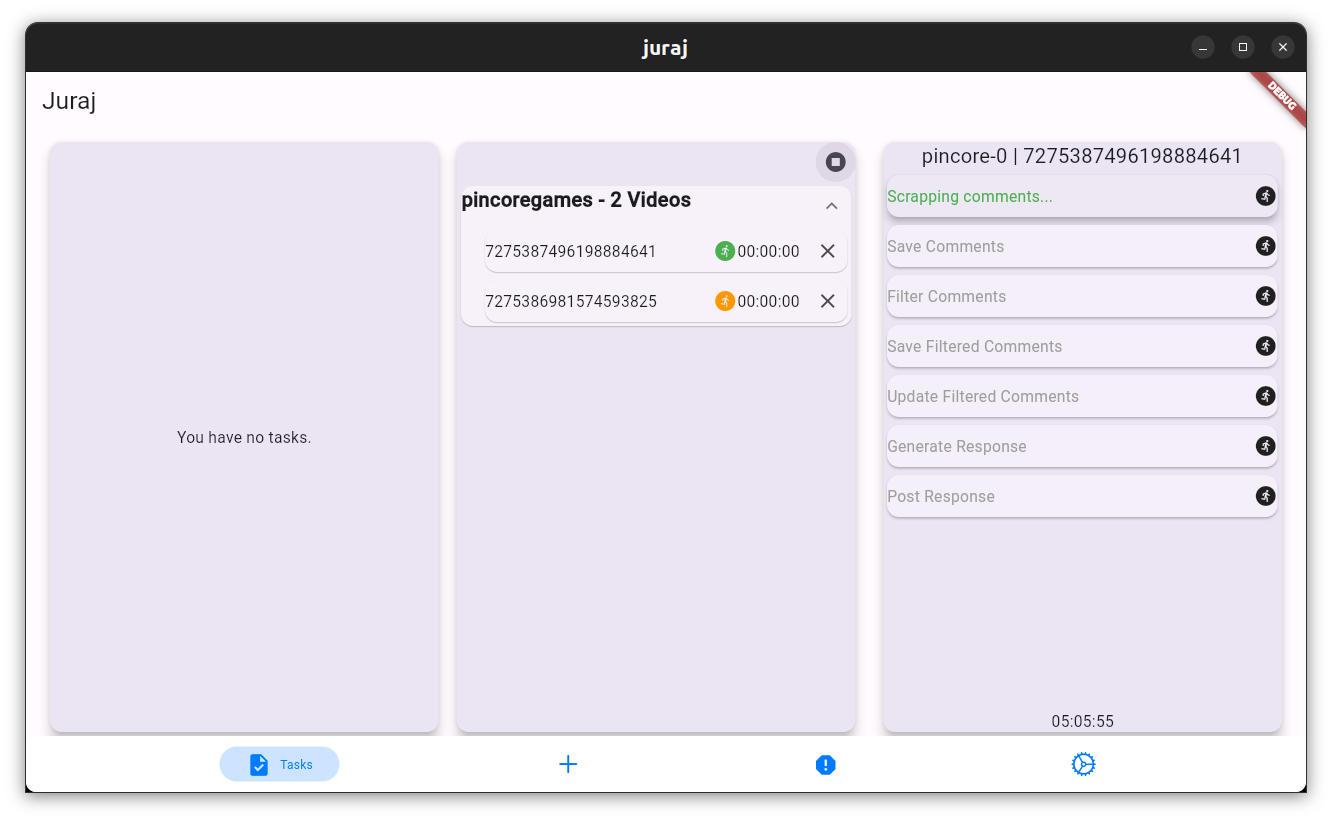 juraj
Juraj
DEBUG
You have no tasks.
pincoregames - 2 Videos
7275387496198884641 00:00:00
7275386981574593825 00:00:00
pincore-0 | 7275387496198884641
Scrapping comments...
Save Comments
Filter Comments
Save Filtered Comments
Update Filtered Comments
Generate Response
Post Response
05:05:55
Tasks